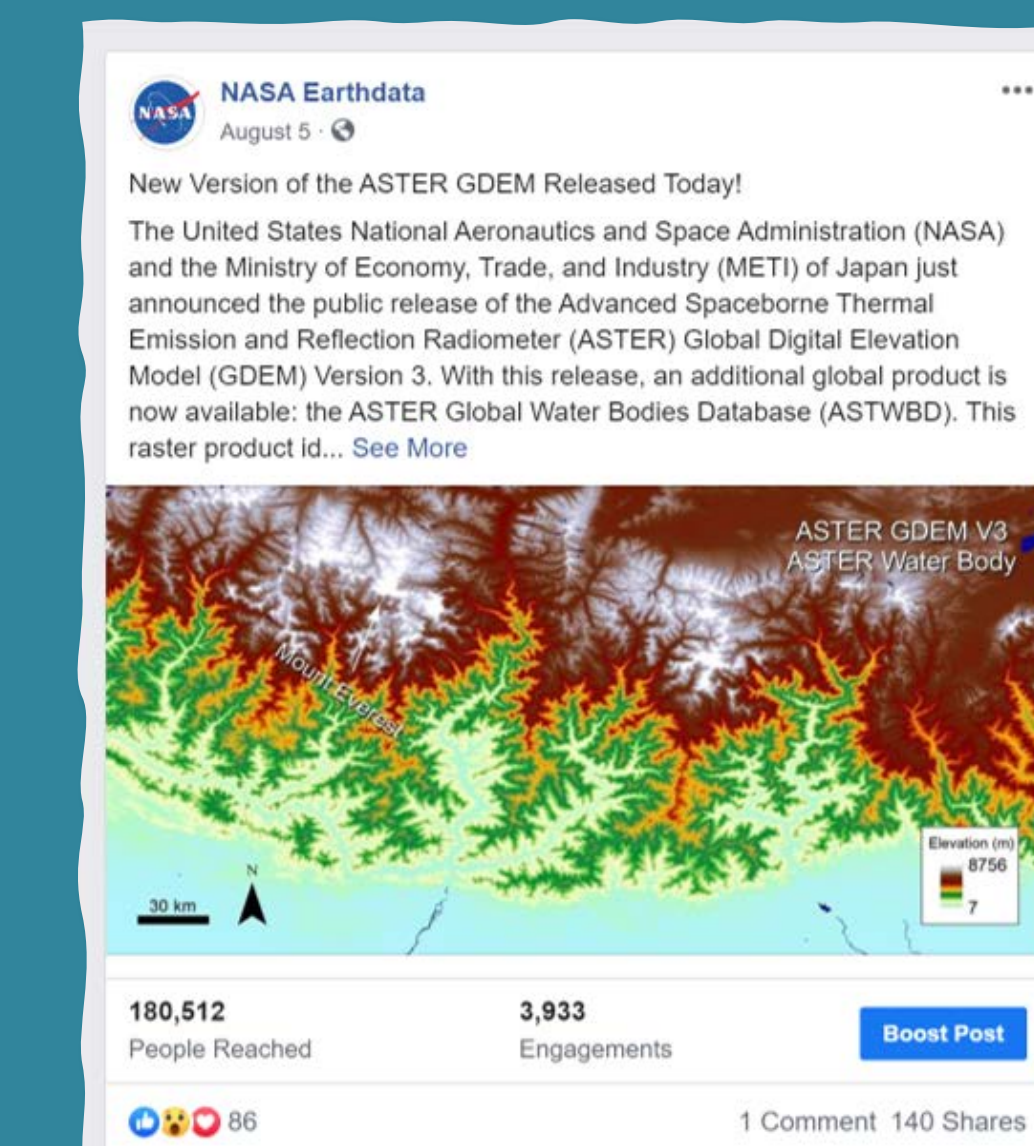 NASA
NASA Earthdata
August 5 ·
New Version of the ASTER GDEM Released Today!
The United States National Aeronautics and Space Administration (NASA)
and the Ministry of Economy, Trade, and Industry (METI) of Japan just
announced the public release of the Advanced Spaceborne Thermal
Emission and Reflection Radiometer (ASTER) Global Digital Elevation
Model (GDEM) Version 3. With this release, an additional global product is
now available: the ASTER Global Water Bodies Database (ASTWBD). This
raster product id... See More
ASTER GDEM V3
ASTER Water Body
Mount Everest
Elevation (m)
8756
7
N
30 km
180,512
People Reached
3,933
Engagements
Boost Post
86
1 Comment 140 Shares